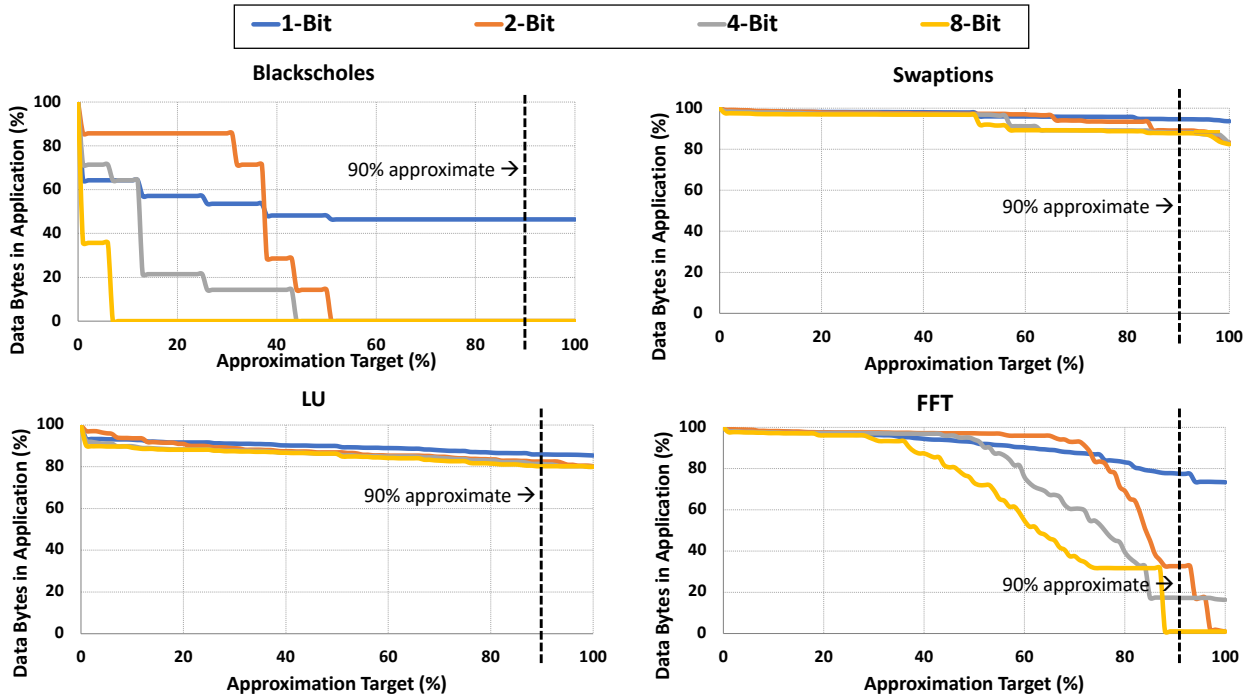 1-Bit 2-Bit 4-Bit 8-Bit
Blackscholes
Data Bytes in Application (%)
100
80
60
40
20
0
90% approximate →
0 20 40 60 80 100
Approximation Target (%)
Swaptions
Data Bytes in Application (%)
100
80
60
40
20
0
90% approximate →
0 20 40 60 80 100
Approximation Target (%)
LU
Data Bytes in Application (%)
100
80
60
40
20
0
90% approximate →
0 20 40 60 80 100
Approximation Target (%)
FFT
Data Bytes in Application (%)
100
80
60
40
20
0
90% approximate →
0 20 40 60 80 100
Approximation Target (%)